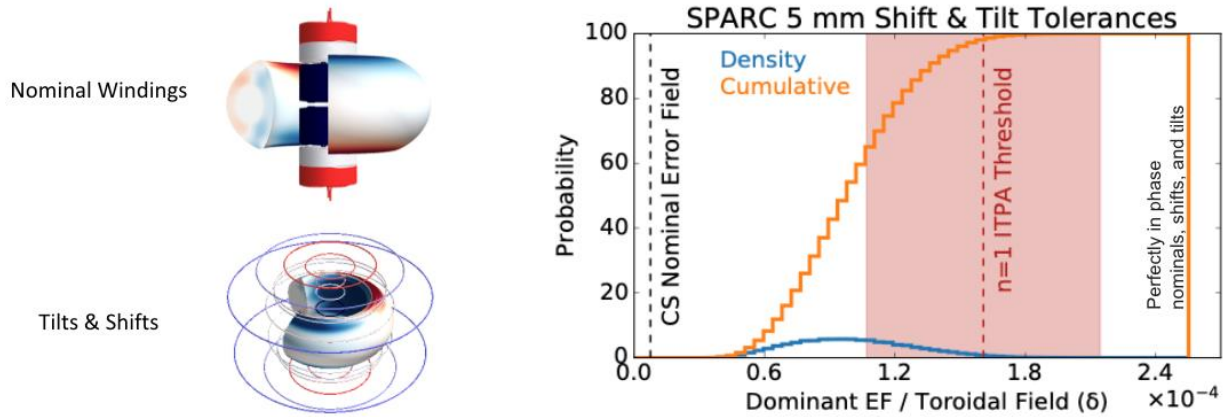 Nominal Windings
Tilts & Shifts
SPARC 5 mm Shift & Tilt Tolerances
Probability
100
80
60
40
20
0
Density
Cumulative
CS Nominal Error Field
n=1 ITPA Threshold
Perfectly in phase
nominals, shifts, and tilts
0.0 0.6 1.2 1.8 2.4
×10⁻⁴
Dominant EF / Toroidal Field (δ)